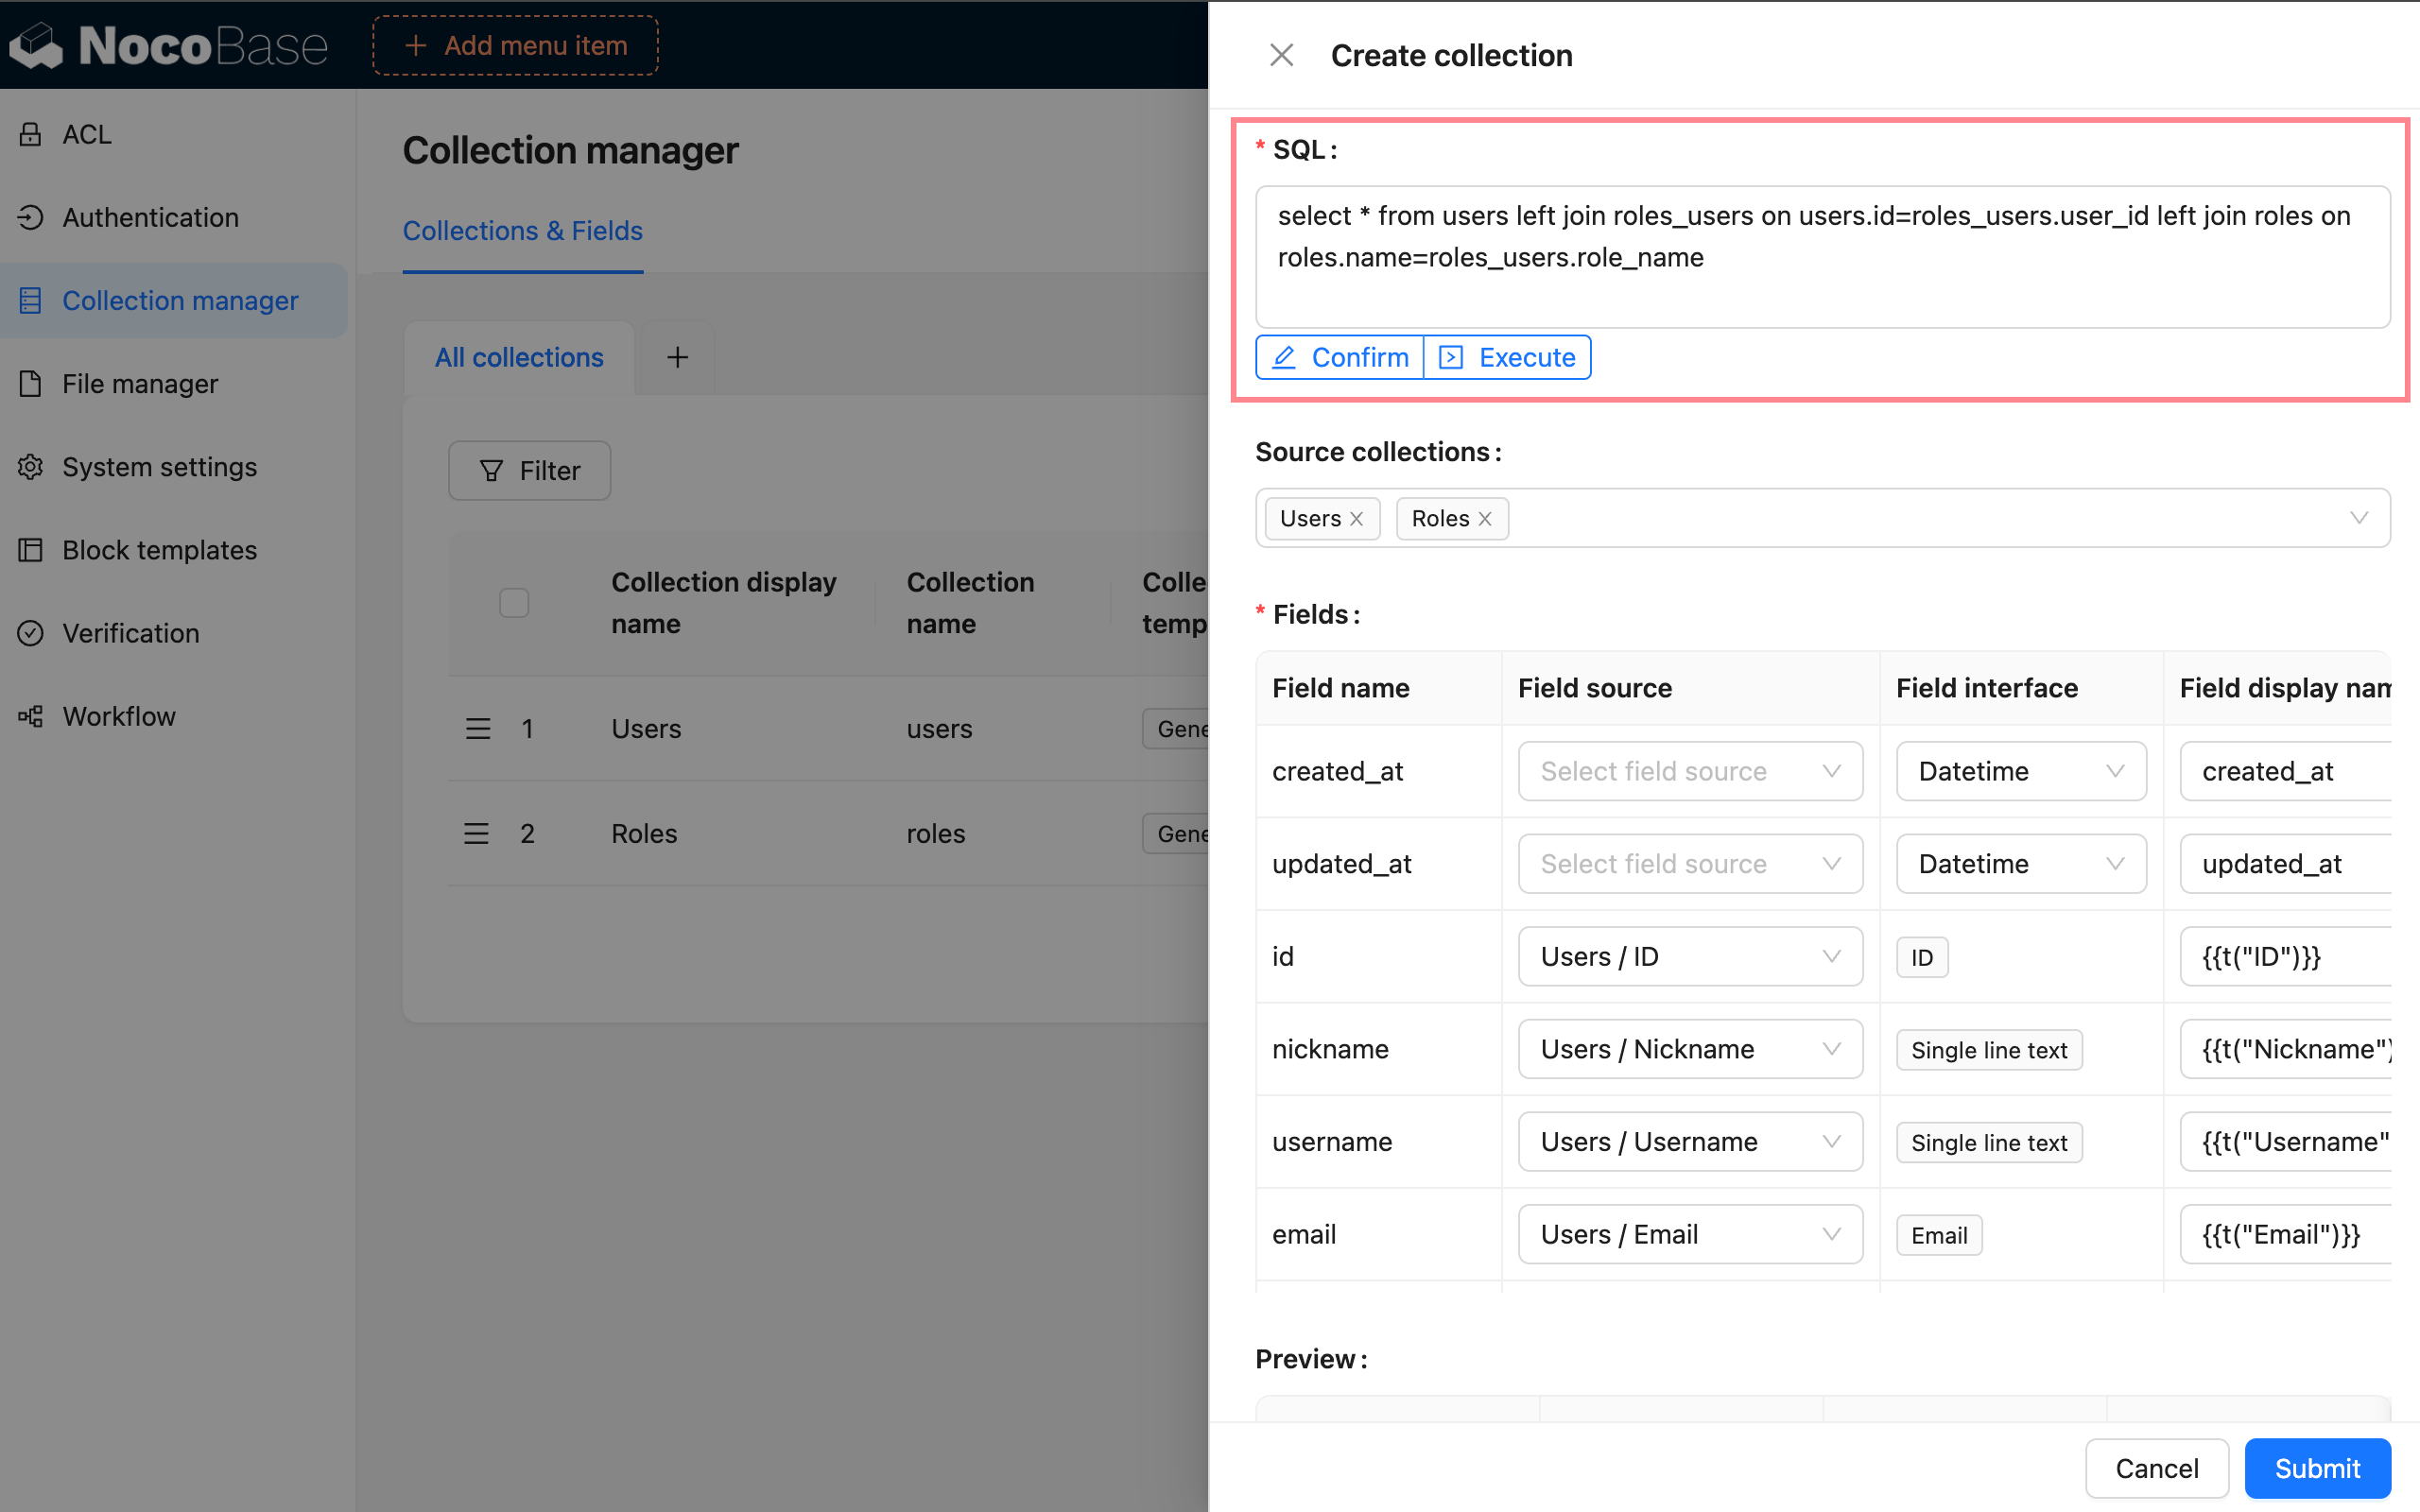 NocoBase
Add menu item
ACL
Authentication
Collection manager
File manager
System settings
Block templates
Verification
Workflow
Collection manager
Collections & Fields
All collections
Filter
Collection display name
Collection name
Colle
temp
1 Users users Gene
2 Roles roles Gene
Create collection
* SQL:
select * from users left join roles_users on users.id=roles_users.user_id left join roles on
roles.name=roles_users.role_name
Confirm Execute
Source collections:
Users Roles
* Fields:
Field name Field source Field interface Field display nam
created_at Select field source Datetime created_at
updated_at Select field source Datetime updated_at
id Users / ID ID {{t("ID")}}
nickname Users / Nickname Single line text {{t("Nickname")
username Users / Username Single line text {{t("Username"
email Users / Email Email {{t("Email")}}
Preview:
Cancel Submit